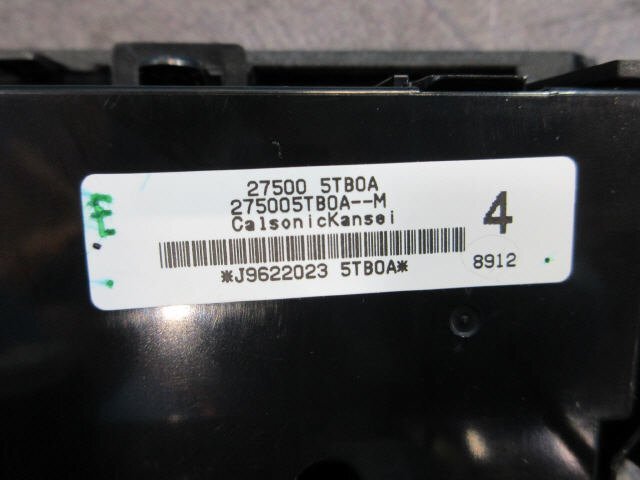 27500 5TB0A
275005TB0A--M
CalsonicKansei
4
*J9622023 5TB0A*
8912